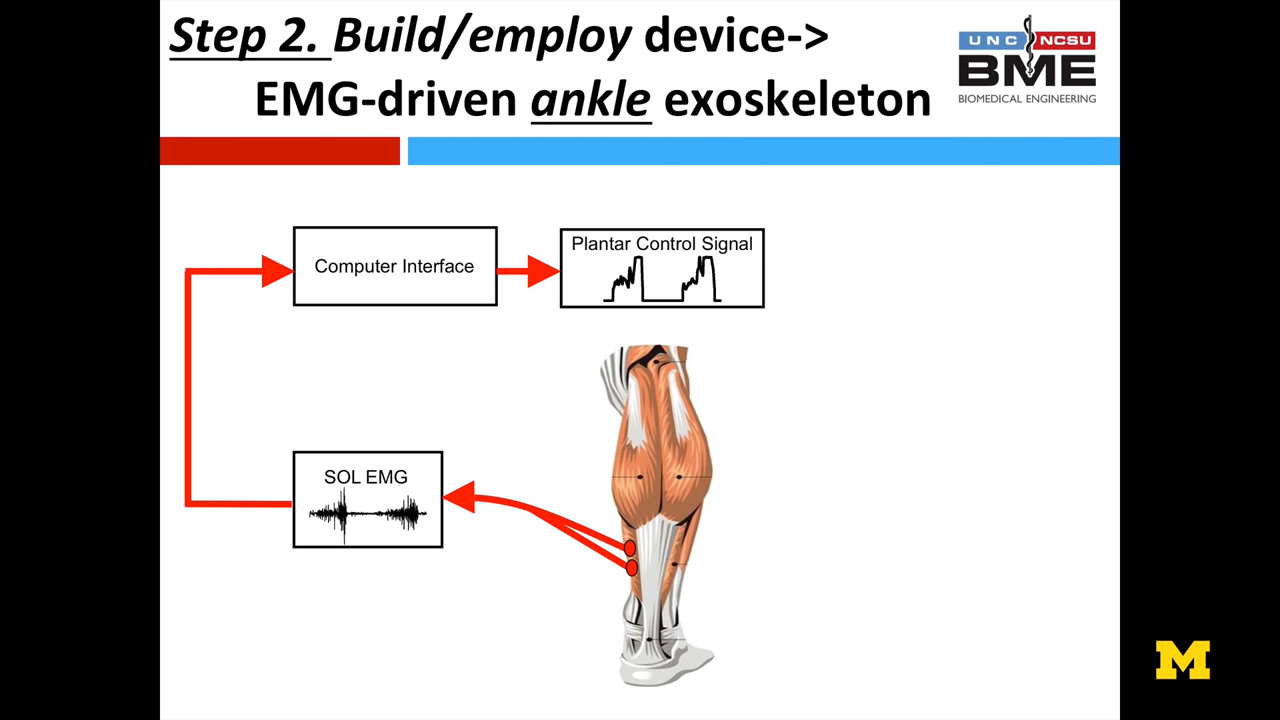 Step 2. Build/employ device->
EMG-driven ankle exoskeleton
UNC NCSU
BME
BIOMEDICAL ENGINEERING
Computer Interface
Plantar Control Signal
SOL EMG
M